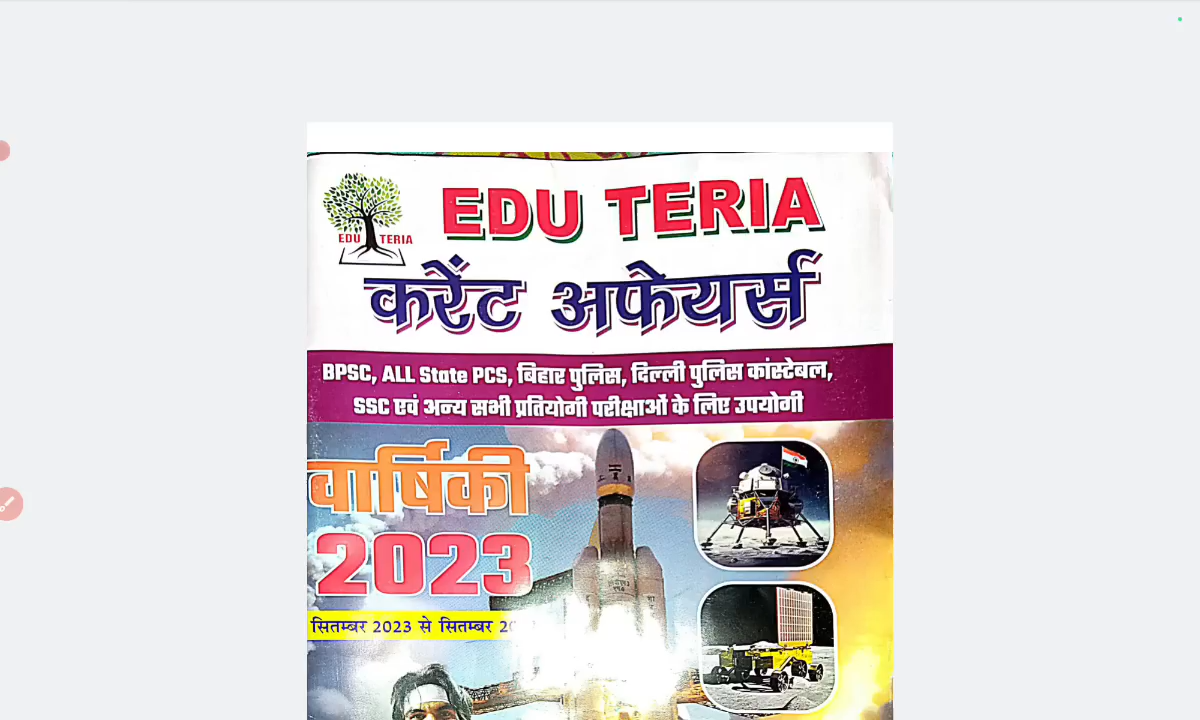 EDU TERIA
EDU TERIA
करेंट अफेयर्स
BPSC, ALL State PCS, बिहार पुलिस, दिल्ली पुलिस कांस्टेबल,
SSC एवं अन्य सभी प्रतियोगी परीक्षाओं के लिए उपयोगी
वार्षिकी
2023
सितम्बर 2023 से सितम्बर